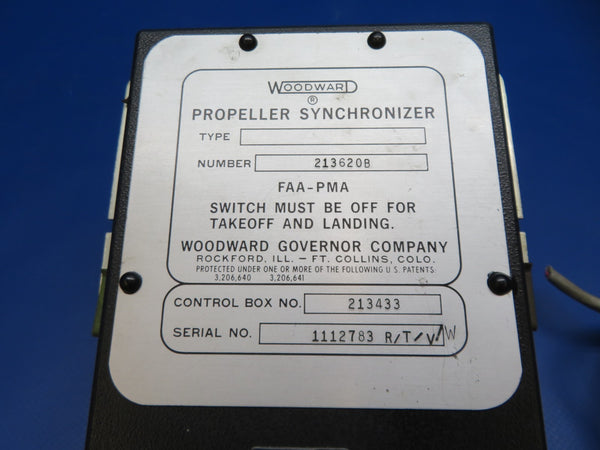 WOODWARD
®
PROPELLER SYNCHRONIZER
TYPE
NUMBER 213620B
FAA-PMA
SWITCH MUST BE OFF FOR
TAKEOFF AND LANDING.
WOODWARD GOVERNOR COMPANY
ROCKFORD, ILL. – FT. COLLINS, COLO.
PROTECTED UNDER ONE OR MORE OF THE FOLLOWING U.S. PATENTS:
3,206,640 3,206,641
CONTROL BOX NO. 213433
SERIAL NO. 1112783 R/T/V/W